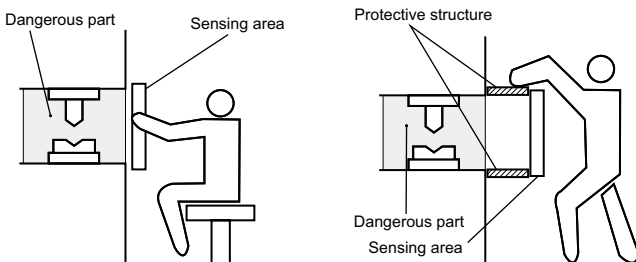 Dangerous part
Sensing area
Protective structure
Dangerous part
Sensing area